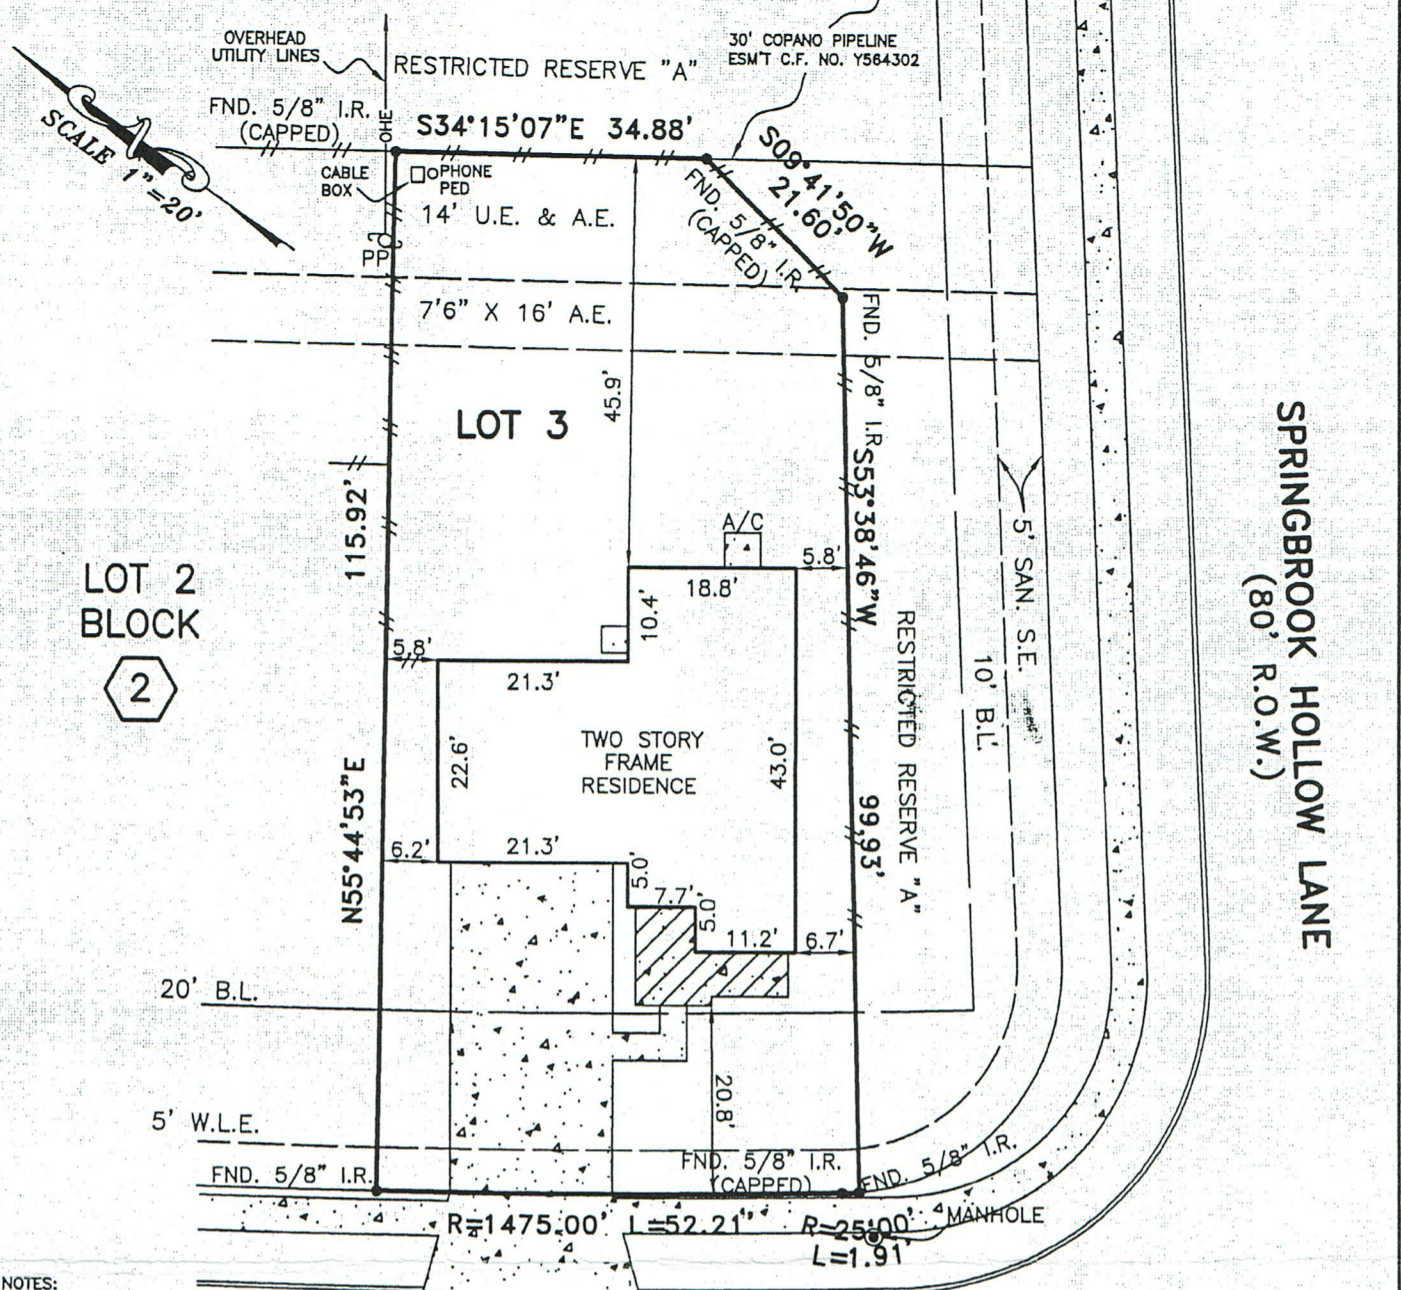 OVERHEAD
UTILITY LINES
RESTRICTED RESERVE "A"
30' COPANO PIPELINE
ESM'T C.F. NO. Y564302
SCALE
1"=20'
FND. 5/8" I.R.
(CAPPED)
OHE
S34°15'07"E 34.88'
S09°41'50"W
21.60'
FND. 5/8" I.R.
(CAPPED)
CABLE
BOX
PHONE
PED
14' U.E. & A.E.
PP
7'6" X 16' A.E.
FND. 5/8" I.R.
45.9'
LOT 3
S53°38'46"W
115.92'
A/C
5.8'
18.8'
10.4'
5' SAN. S.E.
SPRINGBROOK HOLLOW LANE
(80' R.O.W.)
LOT 2
BLOCK
2
5.8'
21.3'
RESTRICTED RESERVE "A"
10' B.L.
TWO STORY
FRAME
RESIDENCE
22.6'
43.0'
N55°44'53"E
99.93'
6.2'
21.3'
5.0'
7.7'
5.0'
11.2'
6.7'
20' B.L.
20.8'
5' W.L.E.
FND. 5/8" I.R.
FND. 5/8" I.R.
(CAPPED)
FND. 5/8" I.R.
MANHOLE
R=1475.00' L=52.21'
R=25.00'
L=1.91'
NOTES: